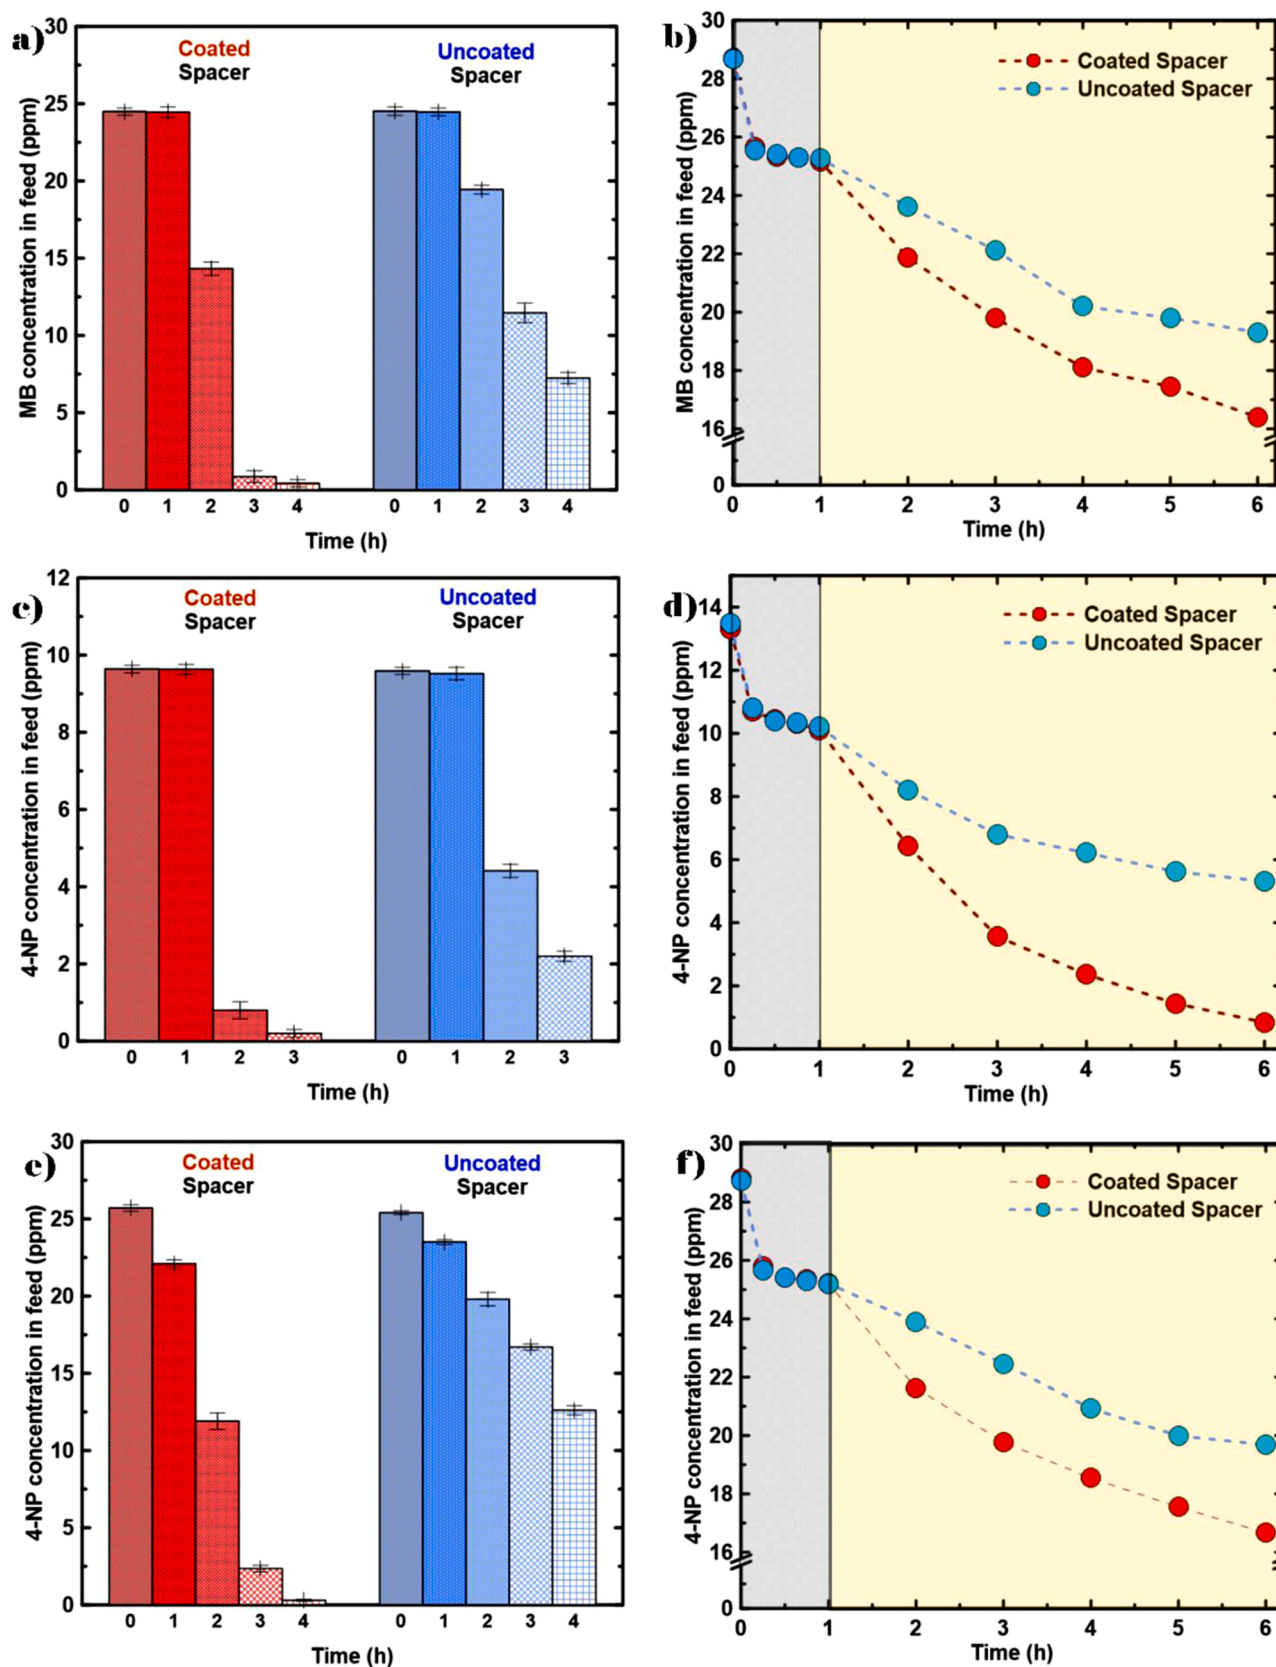 a)
Coated
Spacer
Uncoated
Spacer
MB concentration in feed (ppm)
30
25
20
15
10
5
0
0 1 2 3 4 0 1 2 3 4
Time (h)
b)
Coated Spacer
Uncoated Spacer
MB concentration in feed (ppm)
30
28
26
24
22
20
18
16
0
0 1 2 3 4 5 6
Time (h)
c)
Coated
Spacer
Uncoated
Spacer
4-NP concentration in feed (ppm)
12
10
8
6
4
2
0
0 1 2 3 0 1 2 3
Time (h)
d)
Coated Spacer
Uncoated Spacer
4-NP concentration in feed (ppm)
14
12
10
8
6
4
2
0
0 1 2 3 4 5 6
Time (h)
e)
Coated
Spacer
Uncoated
Spacer
4-NP concentration in feed (ppm)
30
25
20
15
10
5
0
0 1 2 3 4 0 1 2 3 4
Time (h)
f)
Coated Spacer
Uncoated Spacer
4-NP concentration in feed (ppm)
30
28
26
24
22
20
18
16
0
0 1 2 3 4 5 6
Time (h)